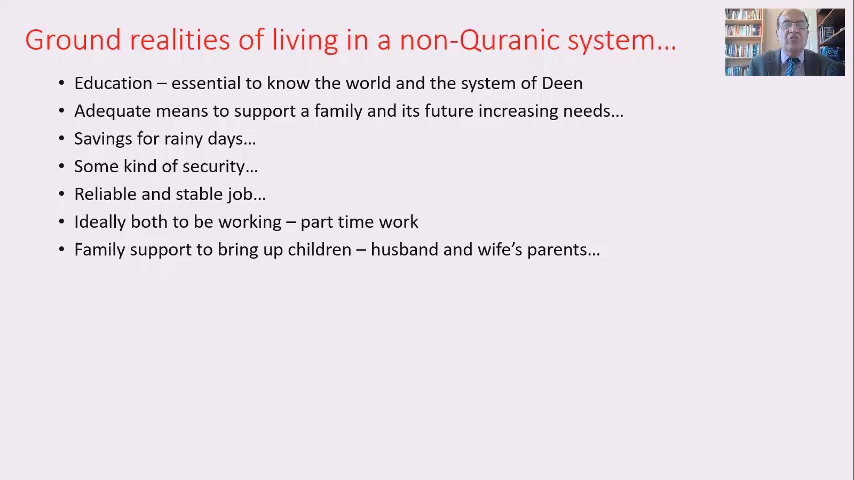 Ground realities of living in a non-Quranic system…
• Education – essential to know the world and the system of Deen
• Adequate means to support a family and its future increasing needs…
• Savings for rainy days…
• Some kind of security…
• Reliable and stable job…
• Ideally both to be working – part time work
• Family support to bring up children – husband and wife’s parents…